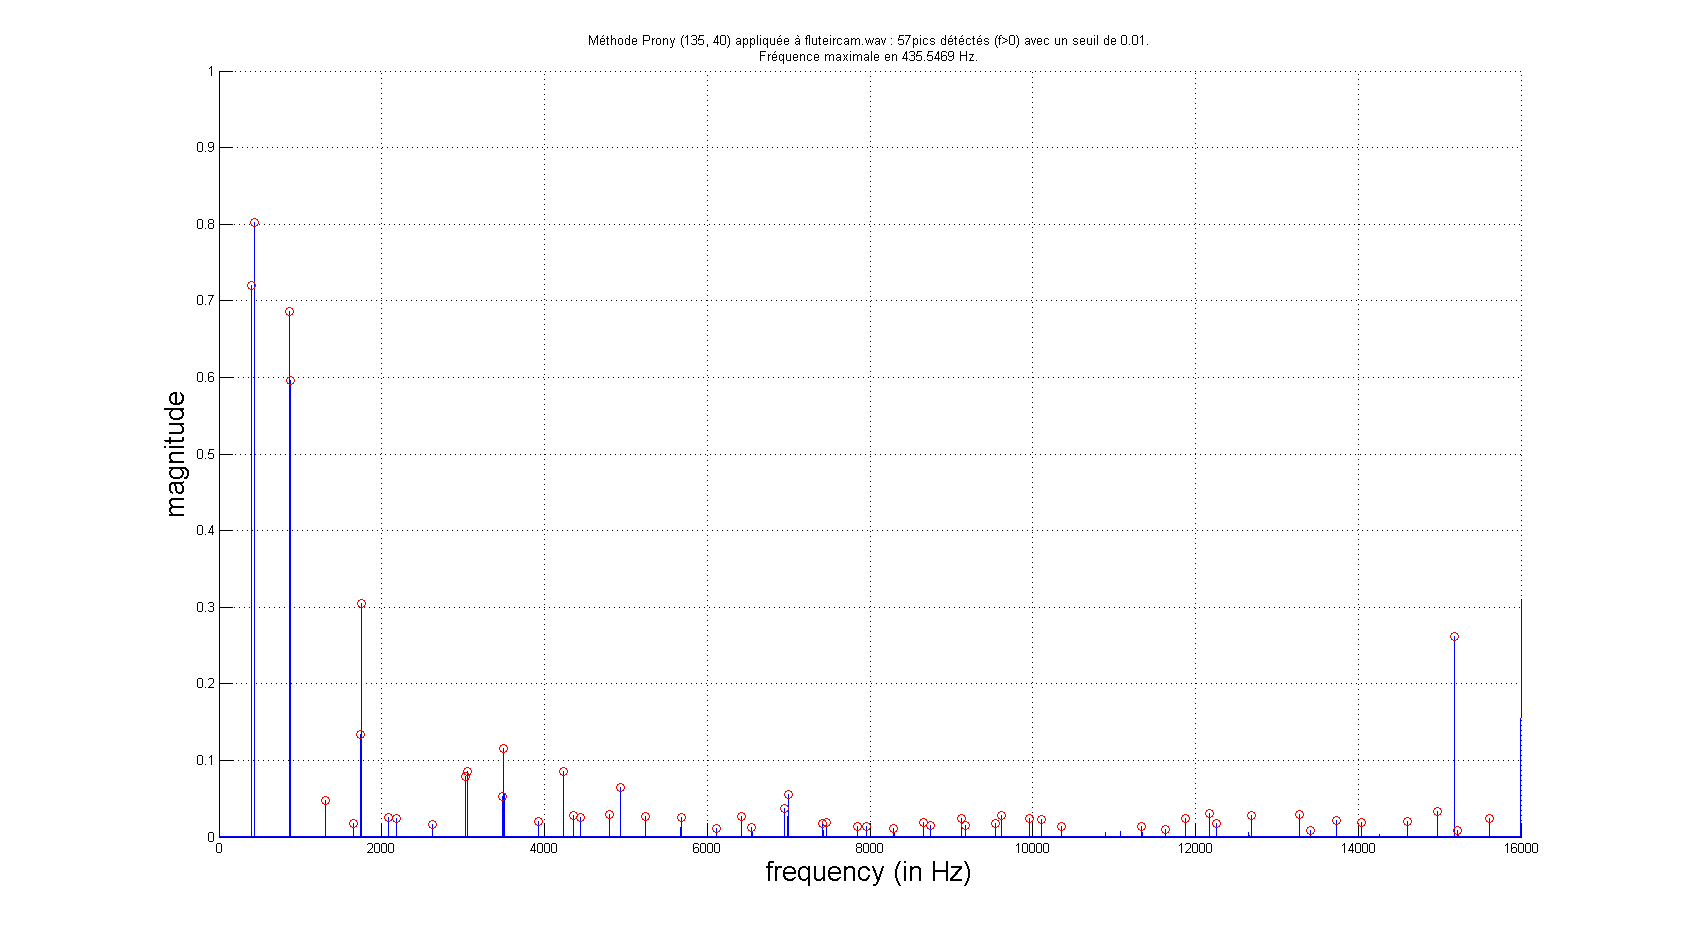 Méthode Prony (135, 40) appliquée à fluteircam.wav : 57pics détéctés (f>0) avec un seuil de 0.01.
Fréquence maximale en 435.5469 Hz.
1
0.9
0.8
0.7
0.6
0.5
0.4
0.3
0.2
0.1
0
magnitude
0 2000 4000 6000 8000 10000 12000 14000 16000
frequency (in Hz)